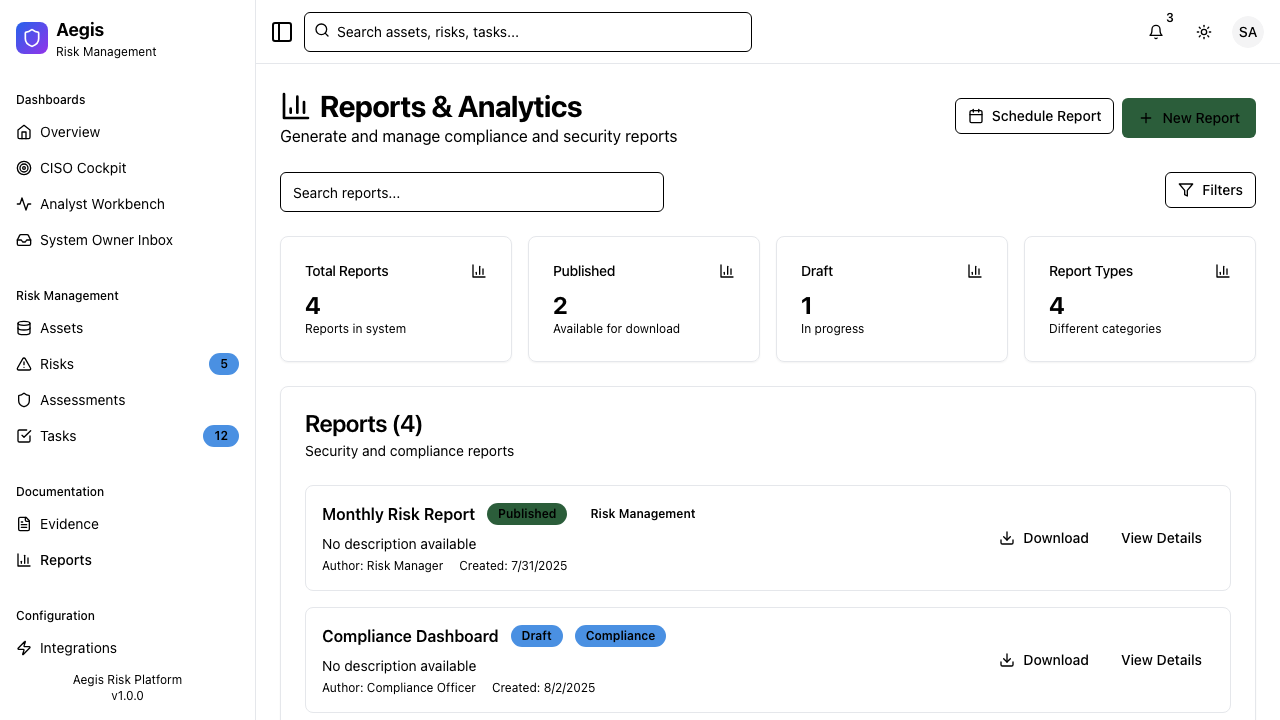 Aegis
Risk Management
Dashboards
Overview
CISO Cockpit
Analyst Workbench
System Owner Inbox
Risk Management
Assets
Risks 5
Assessments
Tasks 12
Documentation
Evidence
Reports
Configuration
Integrations
Aegis Risk Platform
v1.0.0
Search assets, risks, tasks...
3
SA
Reports & Analytics
Generate and manage compliance and security reports
Schedule Report
New Report
Search reports...
Filters
Total Reports
4
Reports in system
Published
2
Available for download
Draft
1
In progress
Report Types
4
Different categories
Reports (4)
Security and compliance reports
Monthly Risk Report Published Risk Management
No description available
Author: Risk Manager Created: 7/31/2025
Download View Details
Compliance Dashboard Draft Compliance
No description available
Author: Compliance Officer Created: 8/2/2025
Download View Details